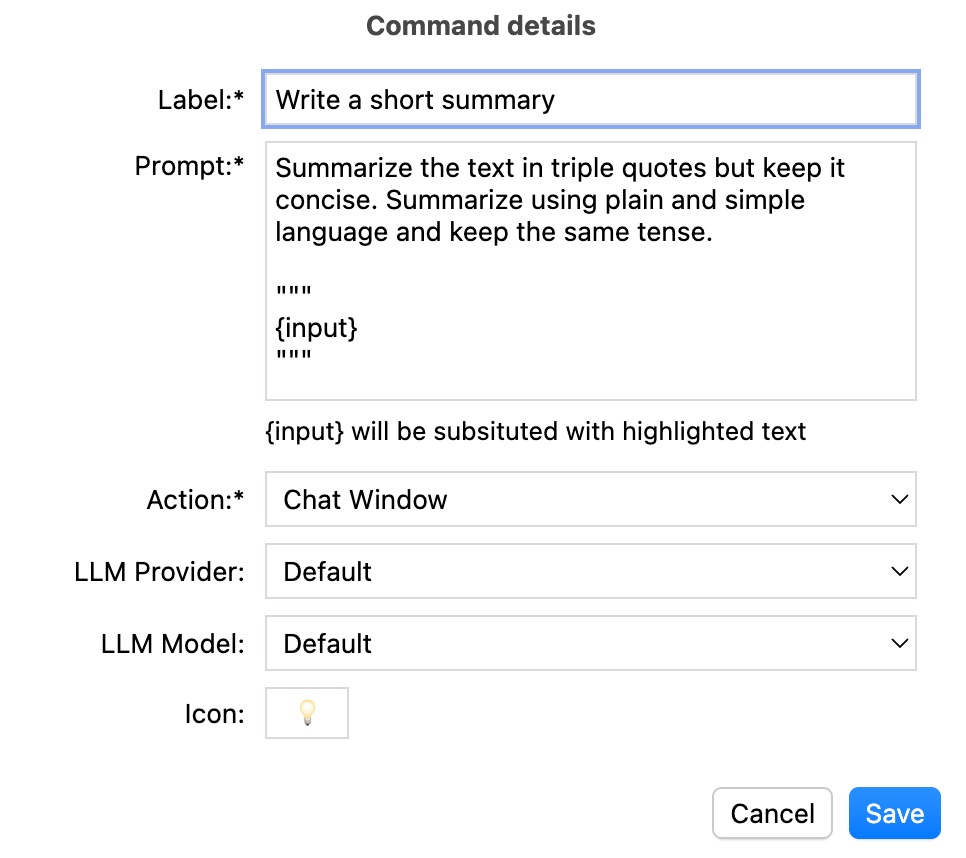 Command details
Label:*
Write a short summary
Prompt:*
Summarize the text in triple quotes but keep it
concise. Summarize using plain and simple
language and keep the same tense.
"""
{input}
"""
{input} will be subsituted with highlighted text
Action:*
Chat Window
LLM Provider:
Default
LLM Model:
Default
Icon:
Cancel
Save